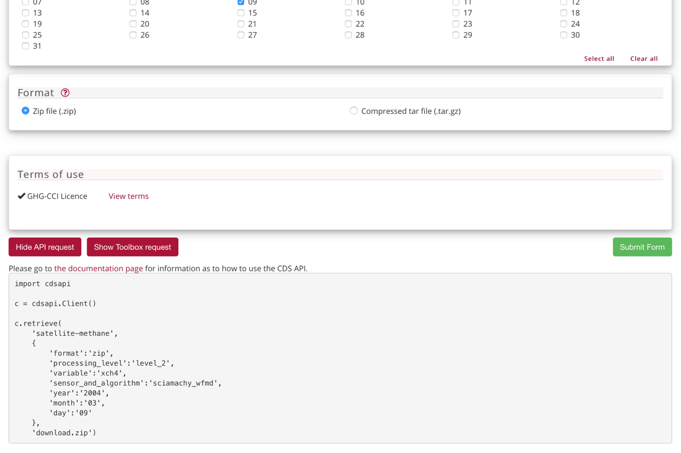 07 08 09 10 11 12
13 14 15 16 17 18
19 20 21 22 23 24
25 26 27 28 29 30
31
Select all Clear all
Format ?
Zip file (.zip) Compressed tar file (.tar.gz)
Terms of use
GHG-CCI Licence View terms
Hide API request Show Toolbox request Submit Form
Please go to the documentation page for information as to how to use the CDS API.
import cdsapi
c = cdsapi.Client()
c.retrieve(
    'satellite-methane',
    {
        'format':'zip',
        'processing_level':'level_2',
        'variable':'xch4',
        'sensor_and_algorithm':'sciamachy_wfmd',
        'year':'2004',
        'month':'03',
        'day':'09'
    },
    'download.zip')